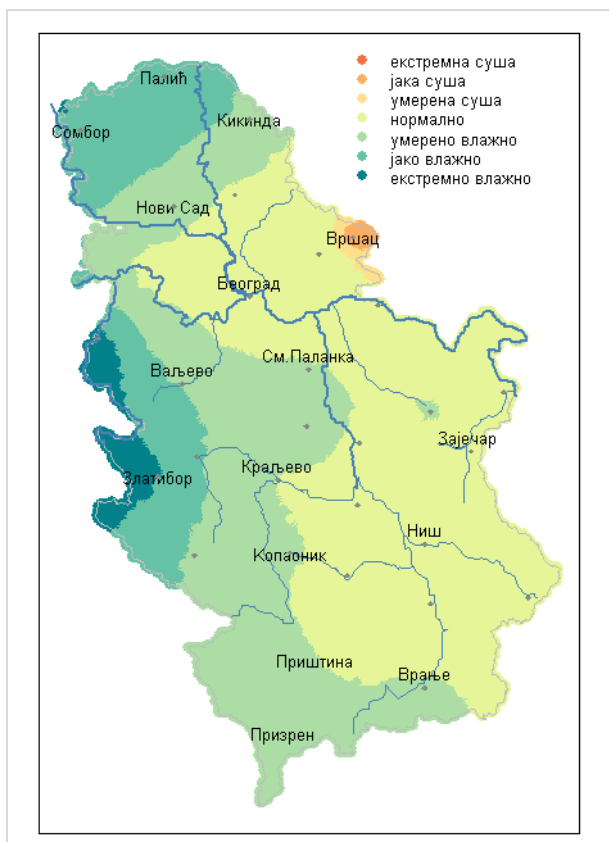 екстремна суша
јака суша
умерена суша
нормално
умерено влажно
јако влажно
екстремно влажно
Палић
Сомбор
Кикинда
Нови Сад
Вршац
Београд
См.Паланка
Ваљево
Зајечар
Краљево
Златибор
Ниш
Копаоник
Приштина
Врање
Призрен